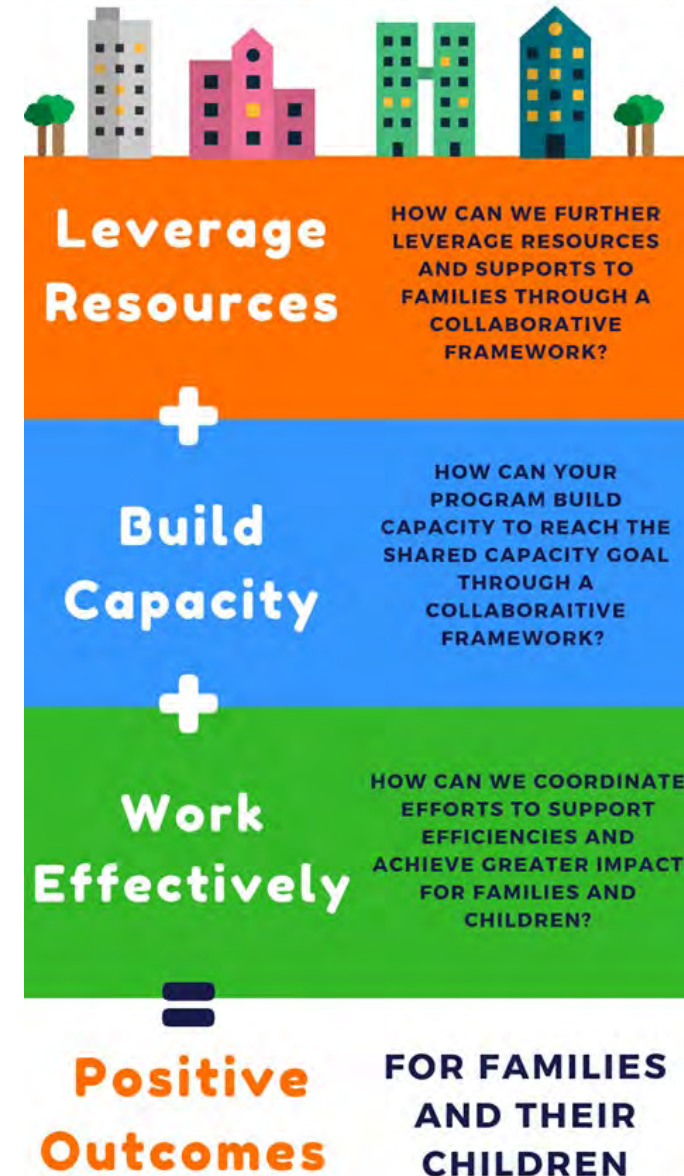 Leverage
Resources
HOW CAN WE FURTHER
LEVERAGE RESOURCES
AND SUPPORTS TO
FAMILIES THROUGH A
COLLABORATIVE
FRAMEWORK?
+
Build
Capacity
HOW CAN YOUR
PROGRAM BUILD
CAPACITY TO REACH THE
SHARED CAPACITY GOAL
THROUGH A
COLLABORAITIVE
FRAMEWORK?
+
Work
Effectively
HOW CAN WE COORDINATE
EFFORTS TO SUPPORT
EFFICIENCIES AND
ACHIEVE GREATER IMPACT
FOR FAMILIES AND
CHILDREN?
=
Positive
Outcomes
FOR FAMILIES
AND THEIR
CHILDREN